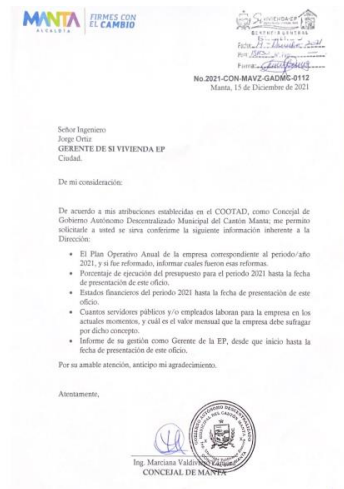 MANTA
ALCALDÍA
FIRMES CON
EL CAMBIO
SI VIVIENDA-EP
GERENCIA GENERAL
No.2021-CON-MAVZ-GADMC-0112
Manta, 15 de Diciembre de 2021
Señor Ingeniero
Jorge Ortiz
GERENTE DE SI VIVIENDA EP
Ciudad.
De mi consideración:
De acuerdo a mis atribuciones establecidas en el COOTAD, como Concejal de
Gobierno Autónomo Descentralizado Municipal del Cantón Manta; me permito
solicitarle a usted se sirva conferirme la siguiente información inherente a la
Dirección:
• El Plan Operativo Anual de la empresa correspondiente al periodo/año
2021, y si fue reformado, informar cuales fueron esas reformas.
• Porcentaje de ejecución del presupuesto para el periodo 2021 hasta la fecha
de presentación de este oficio.
• Estados financieros del periodo 2021 hasta la fecha de presentación de este
oficio.
• Cuantos servidores públicos y/o empleados laboran para la empresa en los
actuales momentos, y cuál es el valor mensual que la empresa debe sufragar
por dicho concepto.
• Informe de su gestión como Gerente de la EP, desde que inicio hasta la
fecha de presentación de este oficio.
Por su amable atención, anticipo mi agradecimiento.
Atentamente,
Ing. Marciana Valdivieso
CONCEJAL DE MANTA